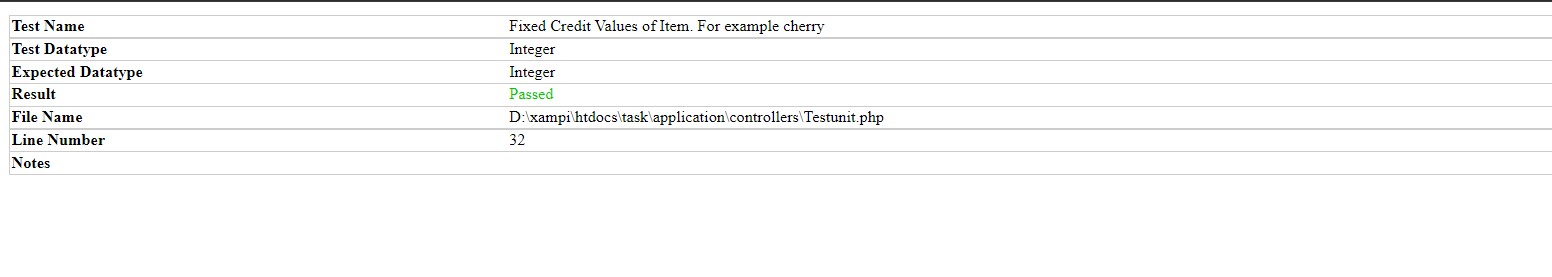 Test Name Fixed Credit Values of Item. For example cherry
Test Datatype Integer
Expected Datatype Integer
Result Passed
File Name D:\xampi\htdocs\task\application\controllers\Testunit.php
Line Number 32
Notes